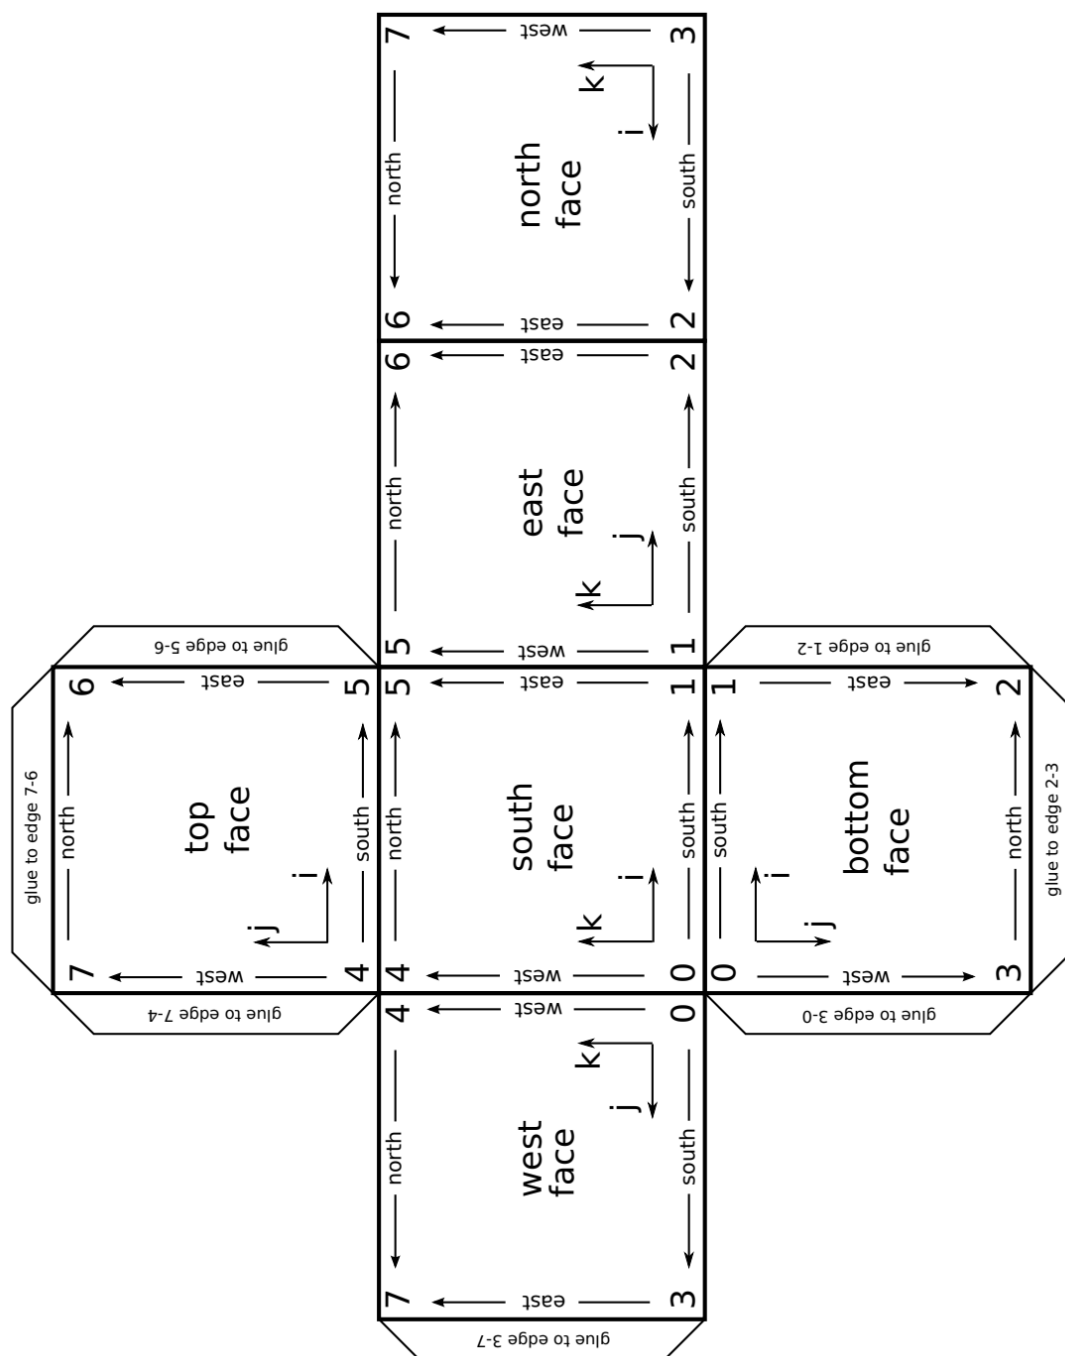 7
west
3
k
i
north
south
north
face
6
east
2
6
east
2
north
south
east
face
j
k
5
west
1
glue to edge 5-6
glue to edge 1-2
6
east
5
5
east
1
1
east
2
glue to edge 7-6
north
top
face
south
i
j
north
south
face
south
i
k
south
bottom
face
i
j
north
glue to edge 2-3
7
west
4
4
west
0
0
west
3
glue to edge 7-4
glue to edge 3-0
4
west
0
k
j
north
south
west
face
7
east
3
glue to edge 3-7